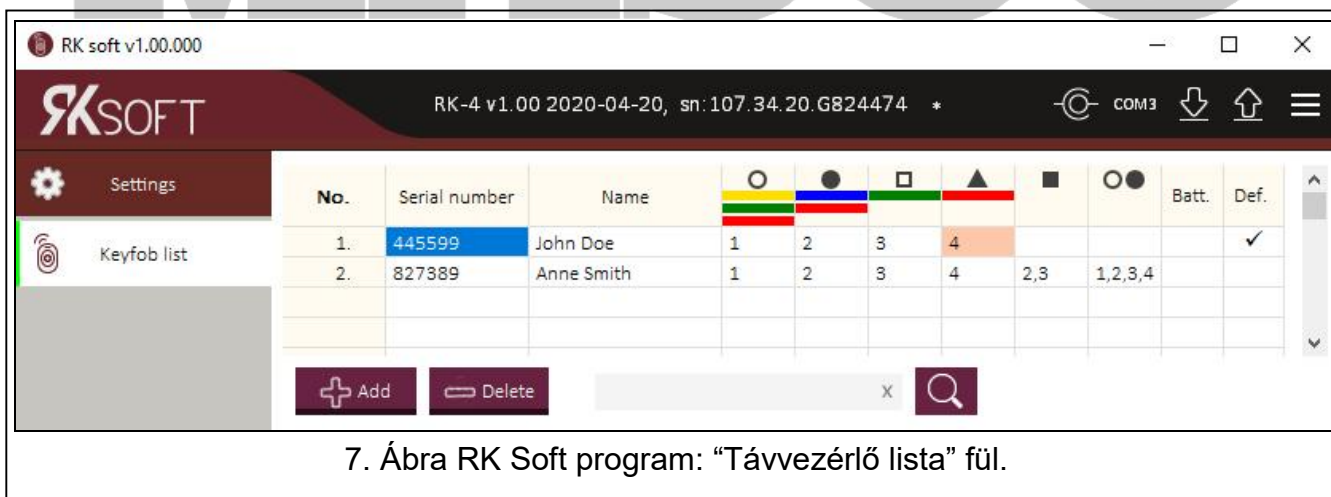 RK soft v1.00.000
RKSOFT
RK-4 v1.00 2020-04-20, sn:107.34.20.G824474 *
COM3
Settings
Keyfob list
No. Serial number Name Batt. Def.
1. 445599 John Doe 1 2 3 4 ✓
2. 827389 Anne Smith 1 2 3 4 2,3 1,2,3,4
Add Delete x
7. Ábra RK Soft program: “Távvezérlő lista” fül.